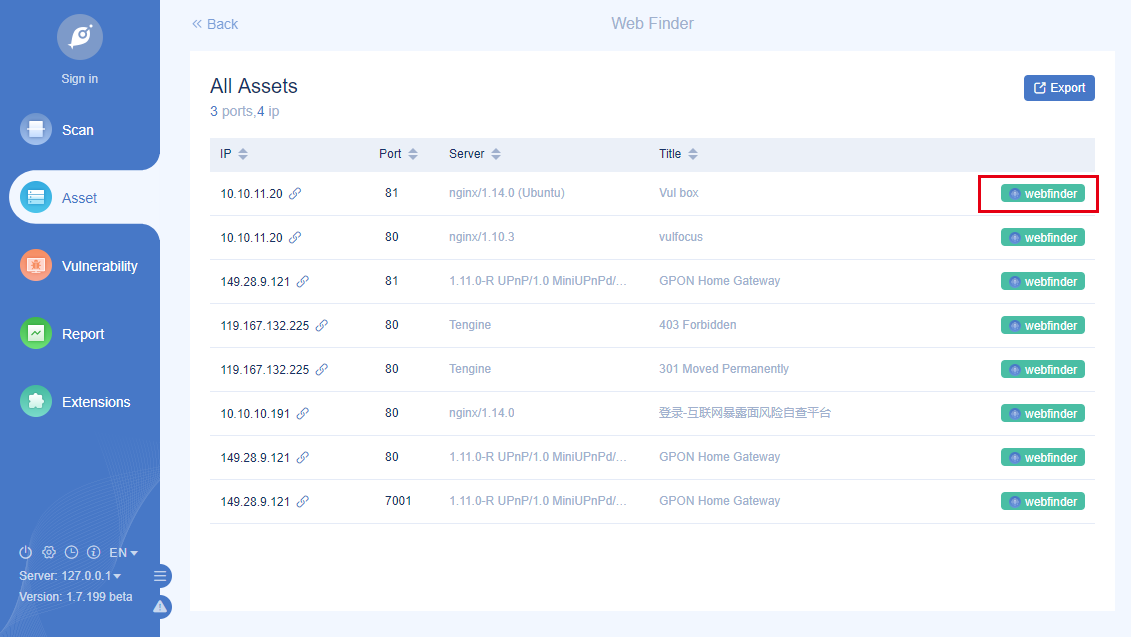 Sign in
Scan
Asset
Vulnerability
Report
Extensions
EN
Server: 127.0.0.1
Version: 1.7.199 beta
« Back
Web Finder
All Assets
3 ports,4 ip
Export
IP Port Server Title
10.10.11.20 81 nginx/1.14.0 (Ubuntu) Vul box webfinder
10.10.11.20 80 nginx/1.10.3 vulfocus webfinder
149.28.9.121 81 1.11.0-R UPnP/1.0 MiniUPnPd/... GPON Home Gateway webfinder
119.167.132.225 80 Tengine 403 Forbidden webfinder
119.167.132.225 80 Tengine 301 Moved Permanently webfinder
10.10.10.191 80 nginx/1.14.0 登录-互联网暴露面风险自查平台 webfinder
149.28.9.121 80 1.11.0-R UPnP/1.0 MiniUPnPd/... GPON Home Gateway webfinder
149.28.9.121 7001 1.11.0-R UPnP/1.0 MiniUPnPd/... GPON Home Gateway webfinder